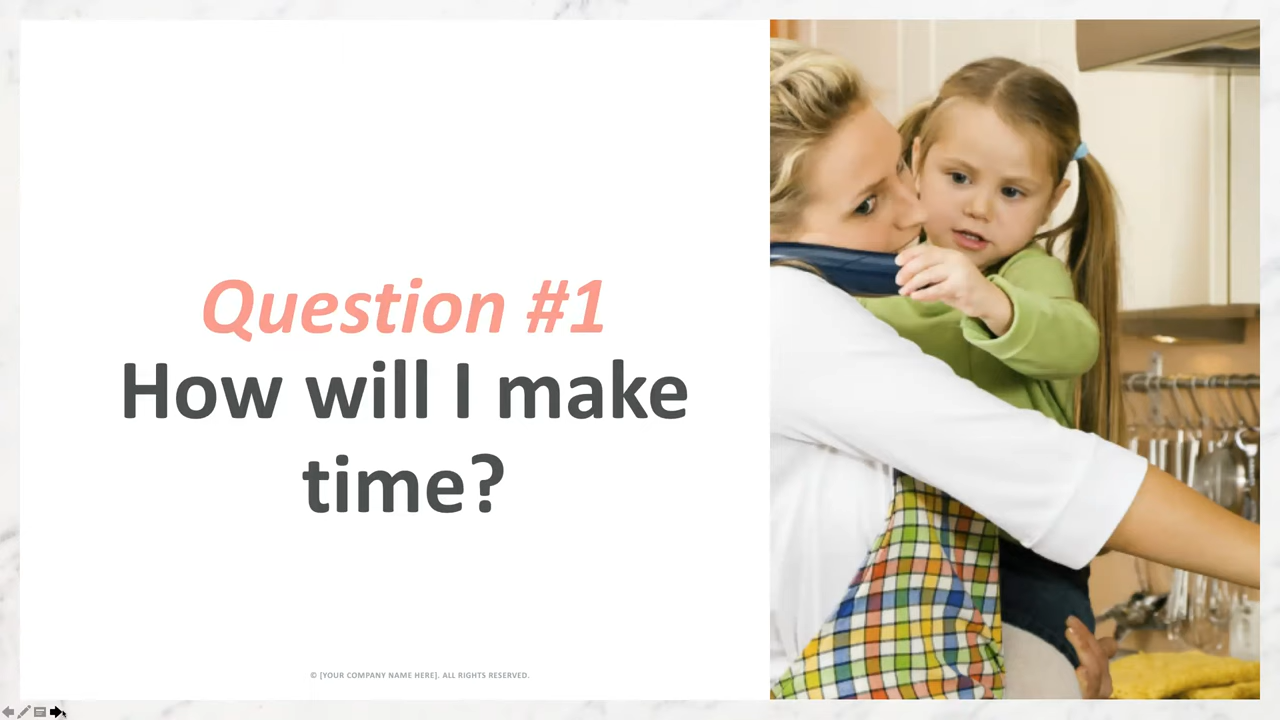 Question #1
How will I make
time?
© [YOUR COMPANY NAME HERE]. ALL RIGHTS RESERVED.